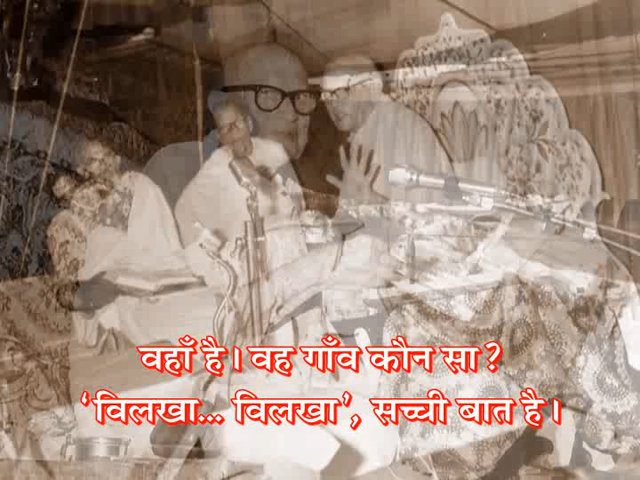 वहाँ है। वह गाँव कौन सा?
‘विलखा... विलखा’, सच्ची बात है।